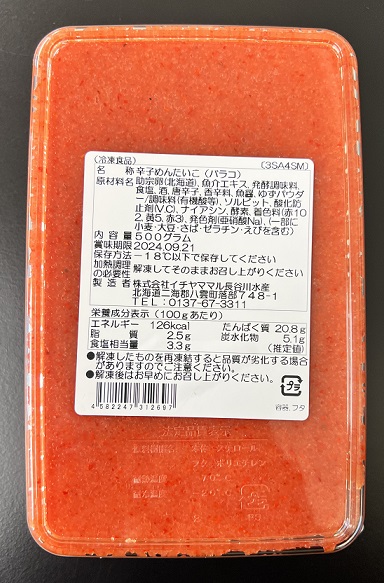 (冷凍食品) (3SA4SM)
名 称 辛子めんたいこ(バラコ)
原材料名 助宗卵(北海道)、魚介エキス、発酵調味料、
食塩、酒、唐辛子、香辛料、魚醤、ゆずパウダ
ー/調味料(有機酸等)、ソルビット、酸化防
止剤(V.C)、ナイアシン、酵素、着色料(赤10
2、黄5、赤3)、発色剤(亜硝酸Na)、(一部に
小麦・大豆・さば・ゼラチン・えびを含む)
内 容 量 500グラム
賞味期限 2024.09.21
保存方法 -18℃以下で保存してください
加熱調理の必要性 解凍してそのままお召し上がりください
製 造 者 株式会社イチヤママル長谷川水産
北海道二海郡八雲町落部748-1
TEL:0137-67-3311
栄養成分表示(100gあたり)
エネルギー 126kcal たんぱく質 20.8g
脂 質 2.5g 炭水化物 5.1g
食塩相当量 3.3g (推定値)
●解凍したものを再凍結すると品質が劣化する場合
がありますのでご注意ください。
●解凍後はお早めにお召し上がりください。
4582247312697
プラ
容器、フタ